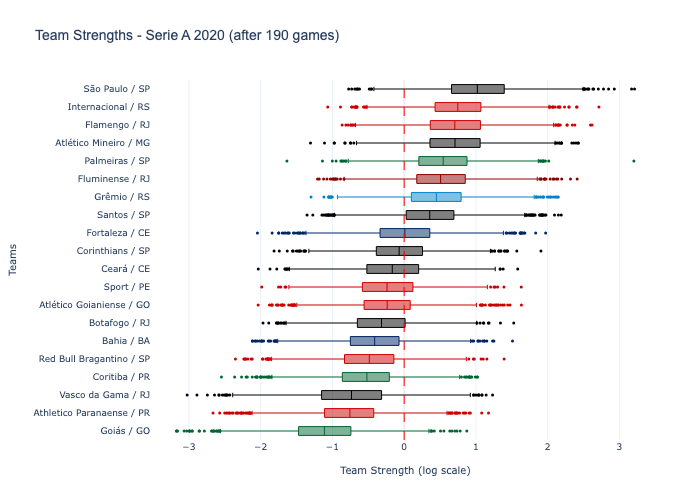 Team Strengths - Serie A 2020 (after 190 games)
São Paulo / SP
Internacional / RS
Flamengo / RJ
Atlético Mineiro / MG
Palmeiras / SP
Fluminense / RJ
Grêmio / RS
Santos / SP
Fortaleza / CE
Corinthians / SP
Ceará / CE
Sport / PE
Atlético Goianiense / GO
Botafogo / RJ
Bahia / BA
Red Bull Bragantino / SP
Coritiba / PR
Vasco da Gama / RJ
Athletico Paranaense / PR
Goiás / GO
Teams
−3 −2 −1 0 1 2 3
Team Strength (log scale)